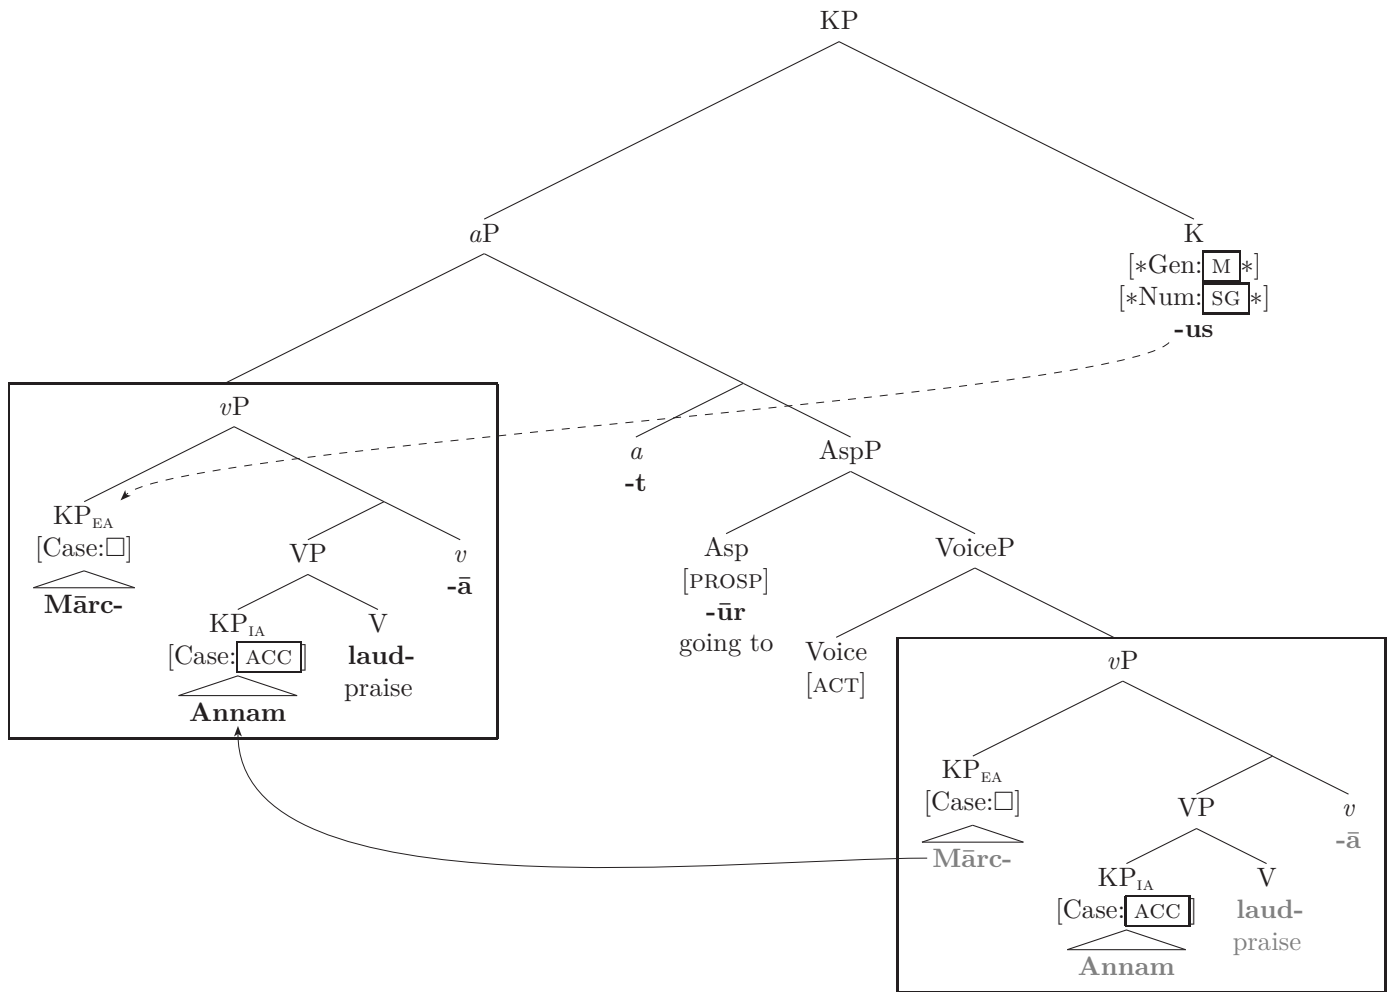 KP
aP
K
[∗Gen: M ∗]
[∗Num: SG ∗]
-us
vP
a
-t
AspP
KP_EA
[Case:□]
Mārc-
VP
v
-ā
Asp
[PROSP]
-ūr
going to
VoiceP
KP_IA
[Case: ACC ]
Annam
V
laud-
praise
Voice
[ACT]
vP
KP_EA
[Case:□]
Mārc-
VP
v
-ā
KP_IA
[Case: ACC ]
Annam
V
laud-
praise